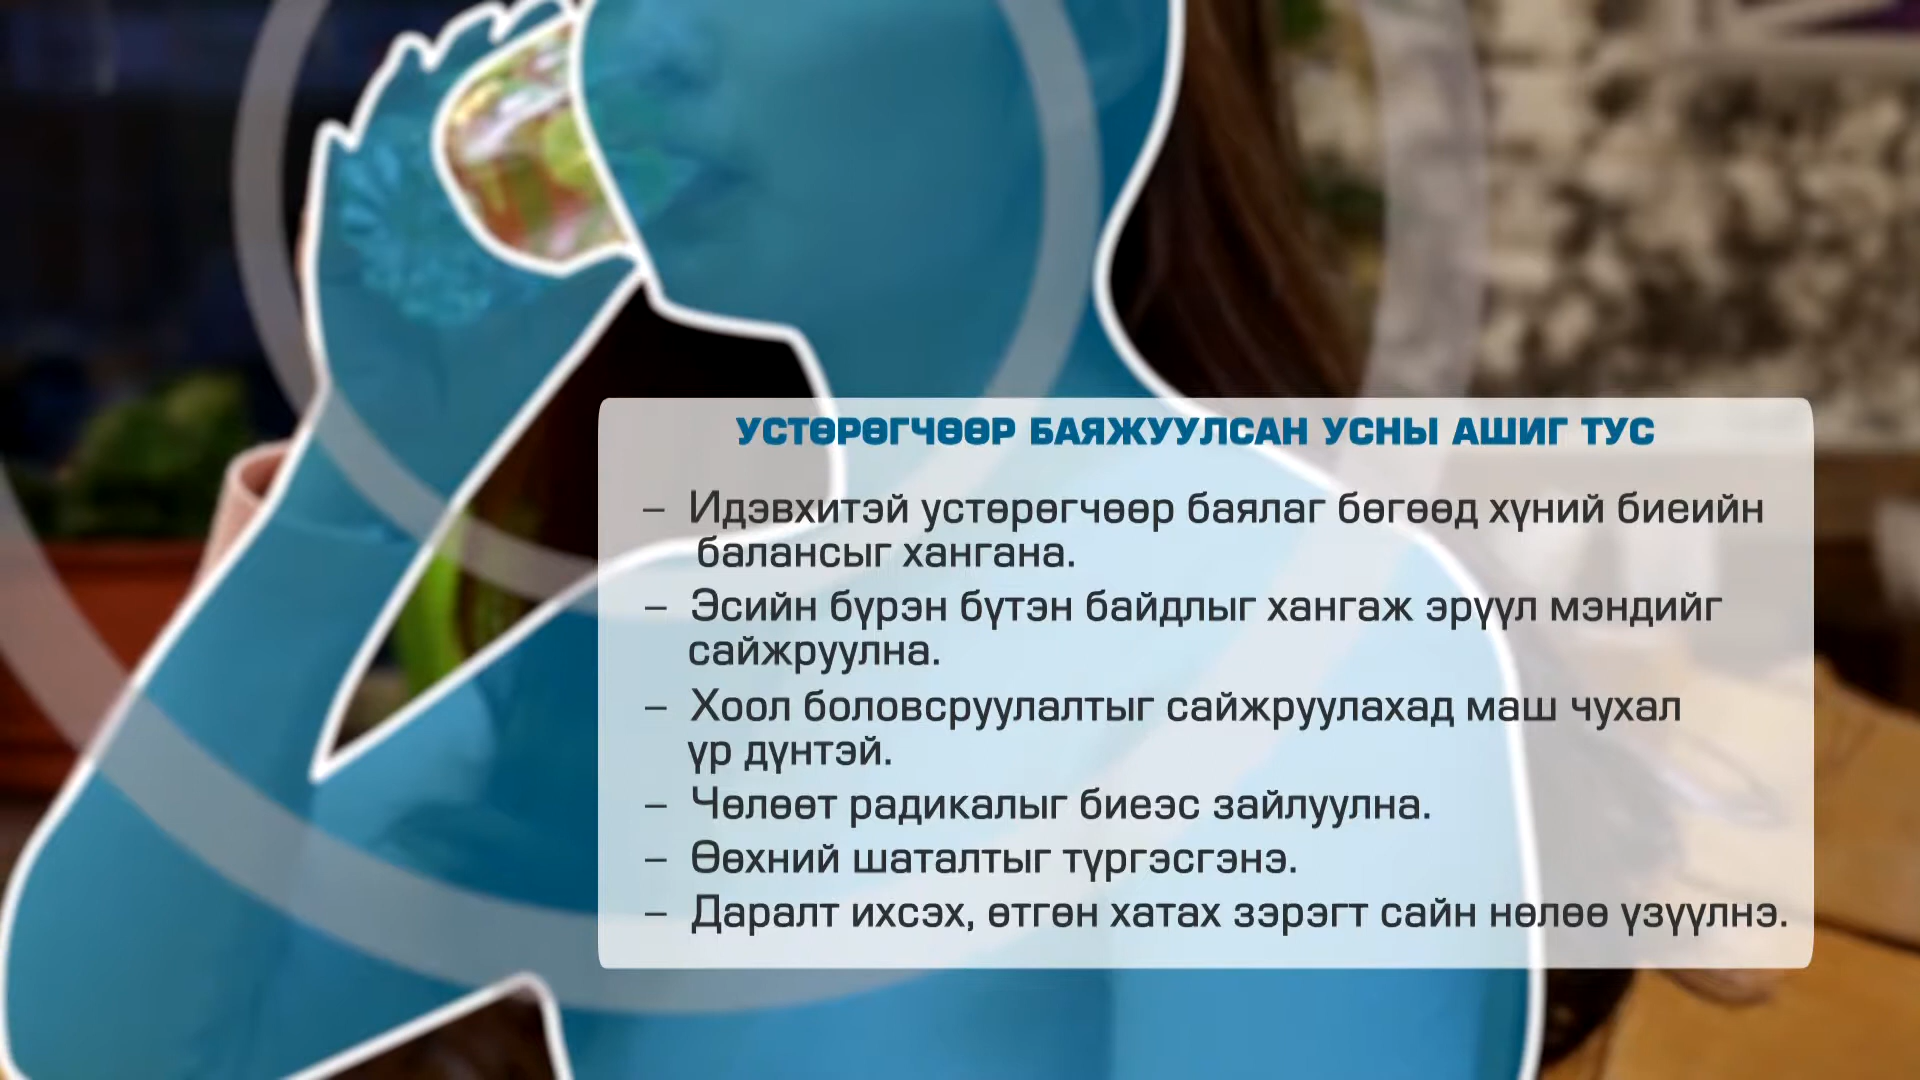 УСТӨРӨГЧӨӨР БАЯЖУУЛСАН УСНЫ АШИГ ТУС
– Идэвхитэй устөрөгчөөр баялаг бөгөөд хүний биеийн
балансыг хангана.
– Эсийн бүрэн бүтэн байдлыг хангаж эрүүл мэндийг
сайжруулна.
– Хоол боловсруулалтыг сайжруулахад маш чухал
үр дүнтэй.
– Чөлөөт радикалыг биеэс зайлуулна.
– Өөхний шаталтыг түргэсгэнэ.
– Даралт ихсэх, өтгөн хатах зэрэгт сайн нөлөө үзүүлнэ.